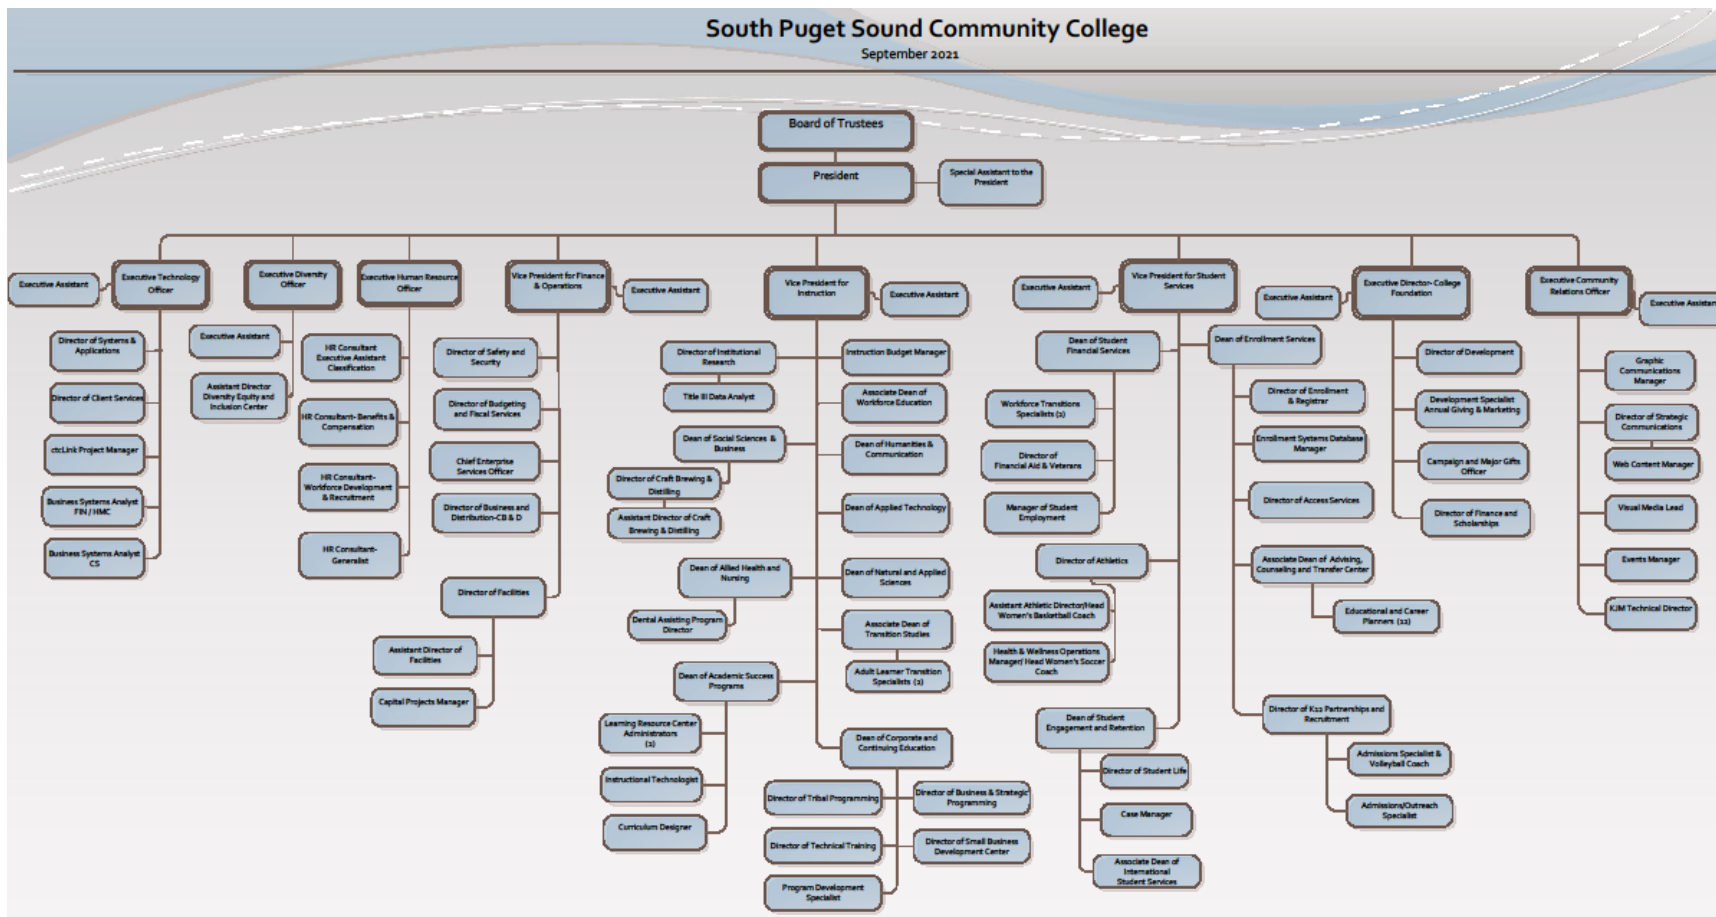 South Puget Sound Community College
September 2021
Board of Trustees
President
Special Assistant to the
President
Executive Assistant
Executive Technology
Officer
Director of Systems &
Applications
Director of Client Services
ctcLink Project Manager
Business Systems Analyst
FIN / HMC
Business Systems Analyst
CS
Executive Diversity
Officer
Executive Assistant
Assistant Director
Diversity Equity and
Inclusion Center
Executive Human Resource
Officer
HR Consultant
Executive Assistant
Classification
HR Consultant- Benefits &
Compensation
HR Consultant-
Workforce Development
& Recruitment
HR Consultant-
Generalist
Vice President for Finance
& Operations
Executive Assistant
Director of Safety and
Security
Director of Budgeting
and Fiscal Services
Chief Enterprise
Services Officer
Director of Business and
Distribution-CB & D
Director of Facilities
Assistant Director of
Facilities
Capital Projects Manager
Vice President for
Instruction
Executive Assistant
Director of Institutional
Research
Title III Data Analyst
Instruction Budget Manager
Associate Dean of
Workforce Education
Dean of Social Sciences &
Business
Director of Craft Brewing &
Distilling
Assistant Director of Craft
Brewing & Distilling
Dean of Humanities &
Communication
Dean of Applied Technology
Dean of Allied Health and
Nursing
Dental Assisting Program
Director
Dean of Natural and Applied
Sciences
Associate Dean of
Transition Studies
Adult Learner Transition
Specialists (2)
Dean of Academic Success
Programs
Learning Resource Center
Administrators
(2)
Instructional Technologist
Curriculum Designer
Dean of Corporate and
Continuing Education
Director of Tribal Programming
Director of Business & Strategic
Programming
Director of Technical Training
Director of Small Business
Development Center
Program Development
Specialist
Executive Assistant
Vice President for Student
Services
Dean of Student
Financial Services
Workforce Transitions
Specialists (2)
Director of
Financial Aid & Veterans
Manager of Student
Employment
Director of Athletics
Assistant Athletic Director/Head
Women's Basketball Coach
Health & Wellness Operations
Manager/ Head Women's Soccer
Coach
Dean of Student
Engagement and Retention
Director of Student Life
Case Manager
Associate Dean of
International
Student Services
Dean of Enrollment Services
Director of Enrollment
& Registrar
Enrollment Systems Database
Manager
Director of Access Services
Associate Dean of Advising,
Counseling and Transfer Center
Educational and Career
Planners (12)
Director of K12 Partnerships and
Recruitment
Admissions Specialist &
Volleyball Coach
Admissions/Outreach
Specialist
Executive Assistant
Executive Director- College
Foundation
Director of Development
Development Specialist
Annual Giving & Marketing
Campaign and Major Gifts
Officer
Director of Finance and
Scholarships
Executive Community
Relations Officer
Executive Assistant
Graphic
Communications
Manager
Director of Strategic
Communications
Web Content Manager
Visual Media Lead
Events Manager
KJM Technical Director